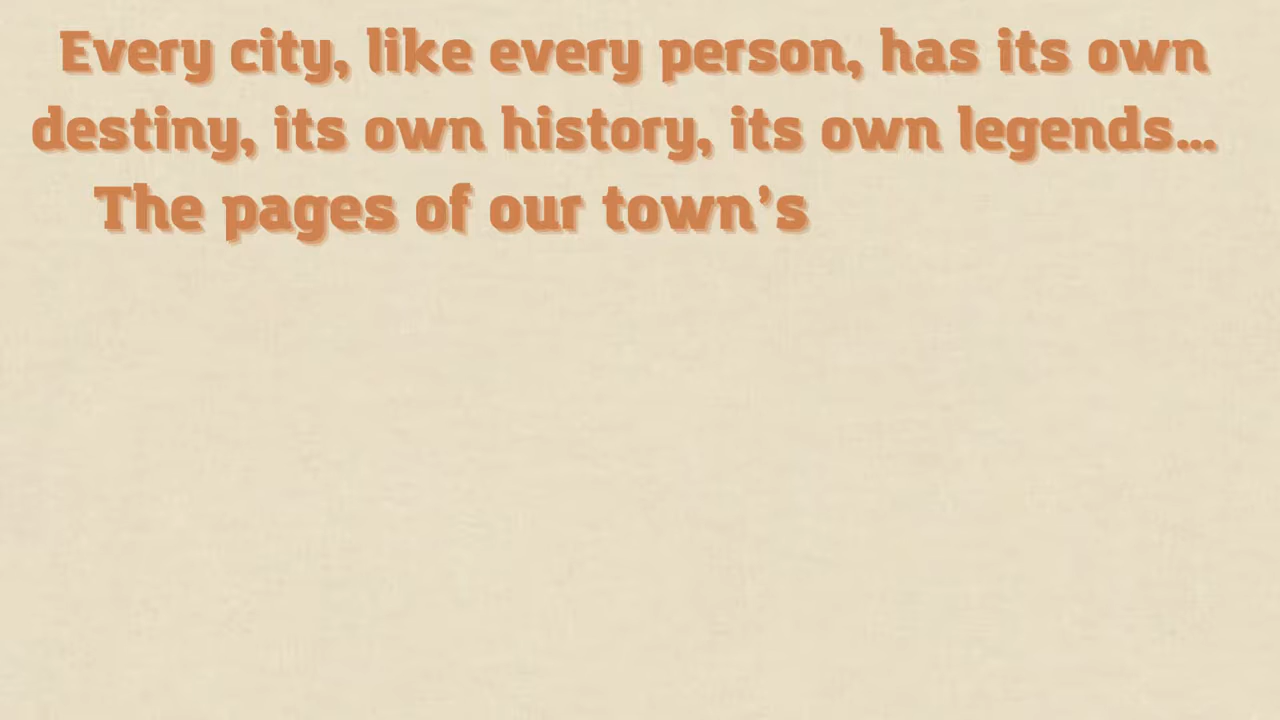 Every city, like every person, has its own
destiny, its own history, its own legends...
The pages of our town’s